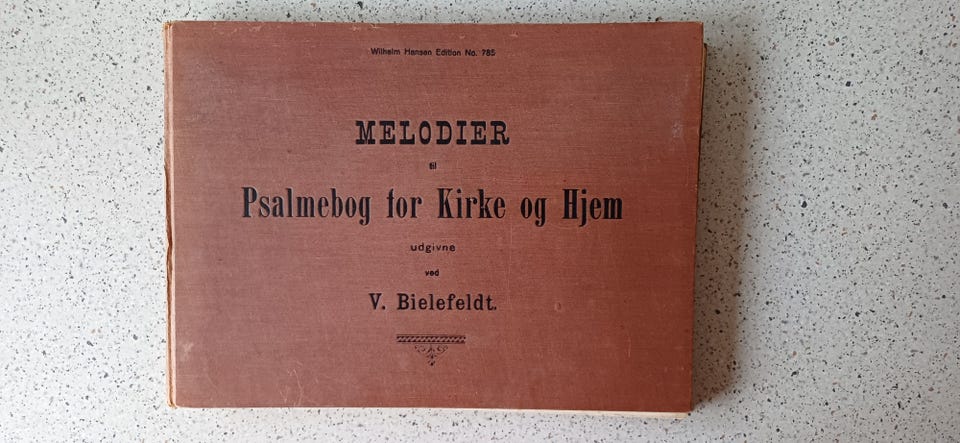 Wilhelm Hansen Edition No. 785
MELODIER
til
Psalmebog for Kirke og Hjem
udgivne
ved
V. Bielefeldt.